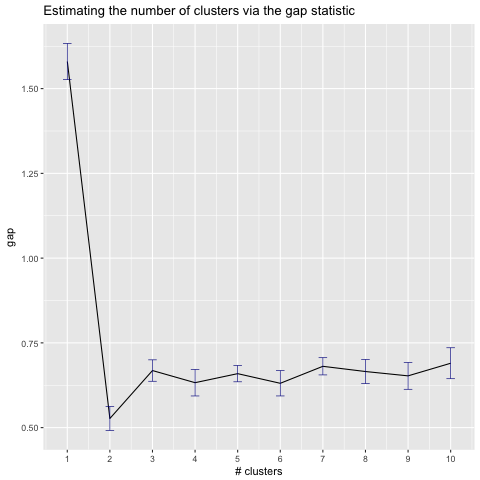 Estimating the number of clusters via the gap statistic
gap
1.50
1.25
1.00
0.75
0.50
1 2 3 4 5 6 7 8 9 10
# clusters